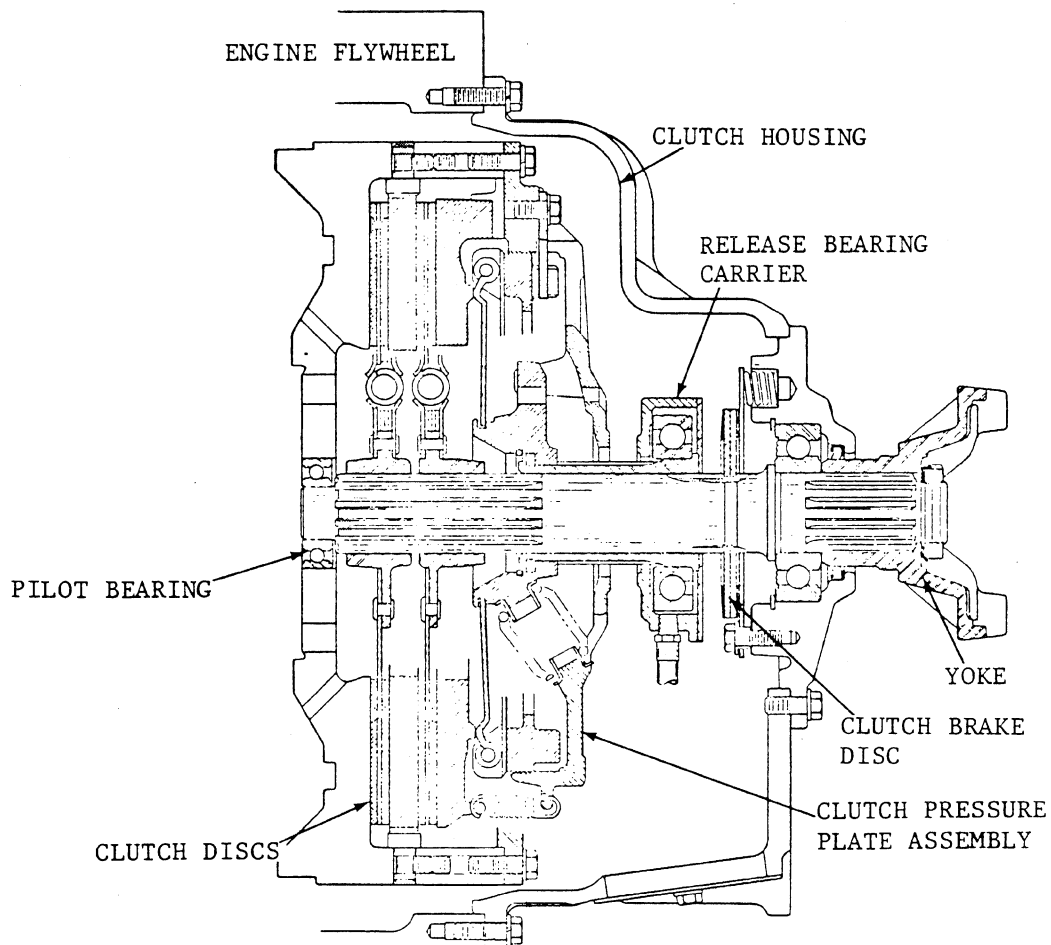 ENGINE FLYWHEEL
CLUTCH HOUSING
RELEASE BEARING
CARRIER
PILOT BEARING
YOKE
CLUTCH BRAKE
DISC
CLUTCH PRESSURE
PLATE ASSEMBLY
CLUTCH DISCS